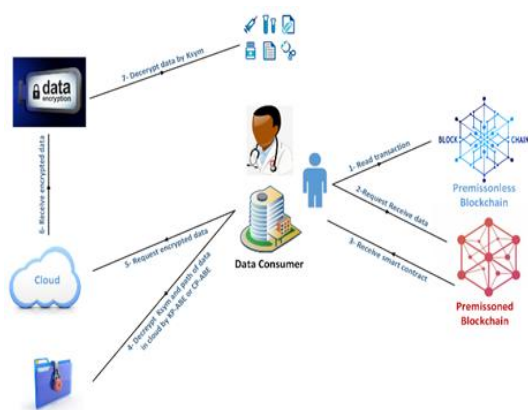 7- Decerypt data by Ksym
data
encryption
6- Receive encrypted data
1- Read transaction
BLOCK CHAIN
Premissonless
Blockchain
2-Request Receive data
3- Receive smart contract
Premissoned
Blockchain
Data Consumer
5- Request encrypted data
Cloud
4- Decrypt Ksym and path of data
in cloud by KP-ABE or CP-ABE